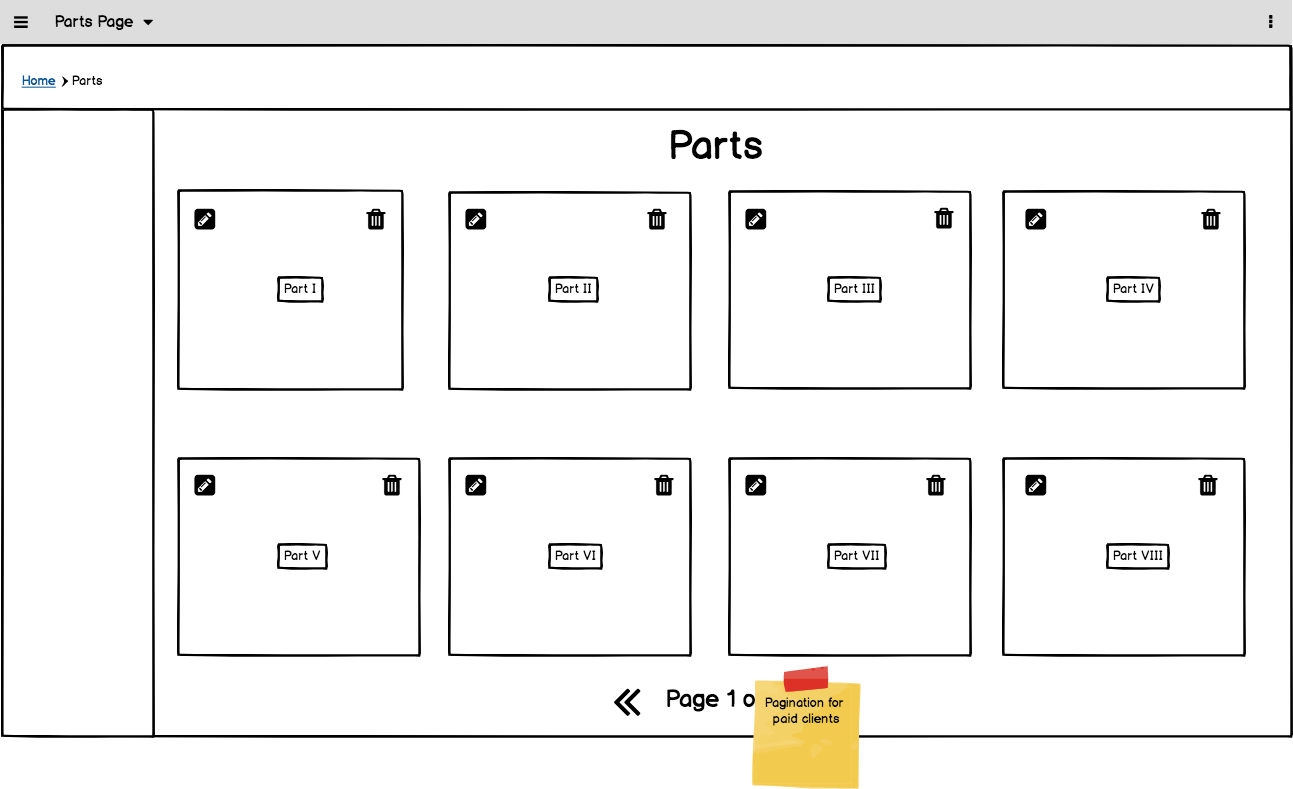 Parts Page
Home Parts
Parts
Part I
Part II
Part III
Part IV
Part V
Part VI
Part VII
Part VIII
Page 1
Pagination for
paid clients